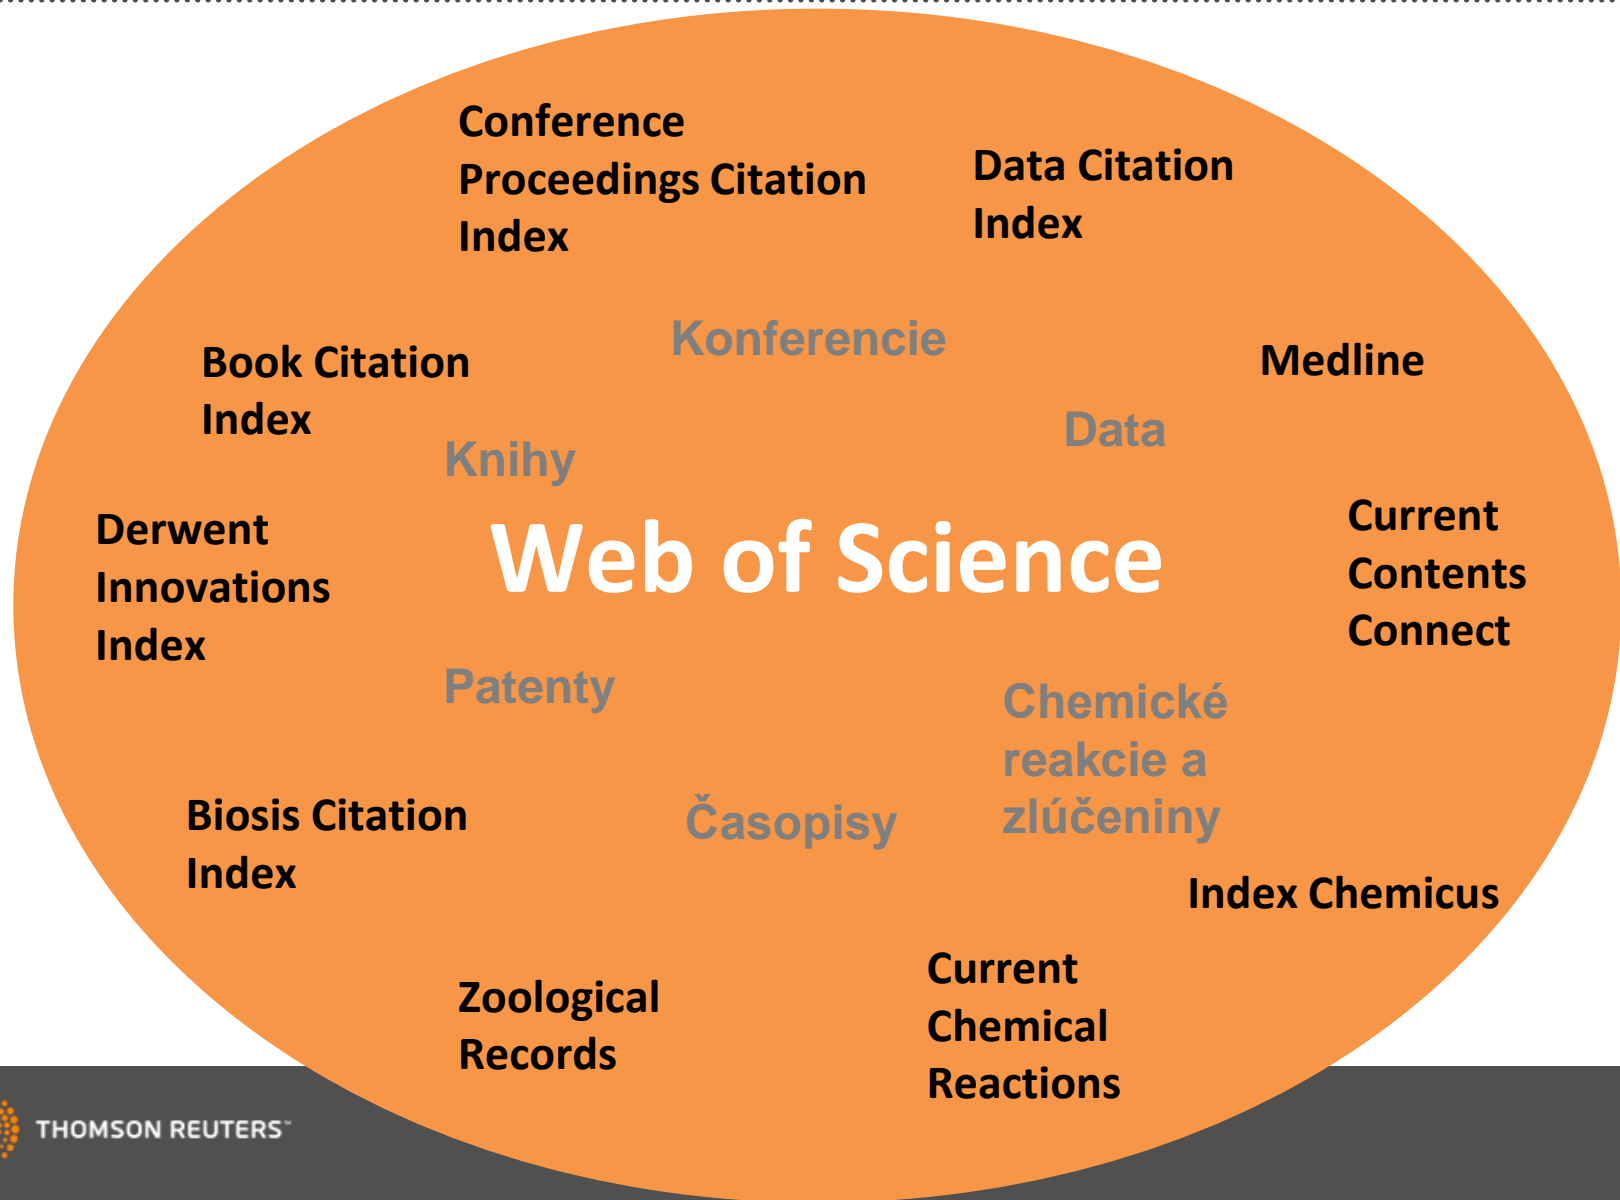 Conference
Proceedings Citation
Index
Data Citation
Index
Konferencie
Book Citation
Index
Medline
Data
Knihy
Derwent
Innovations
Index
Web of Science
Current
Contents
Connect
Patenty
Chemické
reakcie a
zlúčeniny
Časopisy
Biosis Citation
Index
Index Chemicus
Zoological
Records
Current
Chemical
Reactions
THOMSON REUTERS™